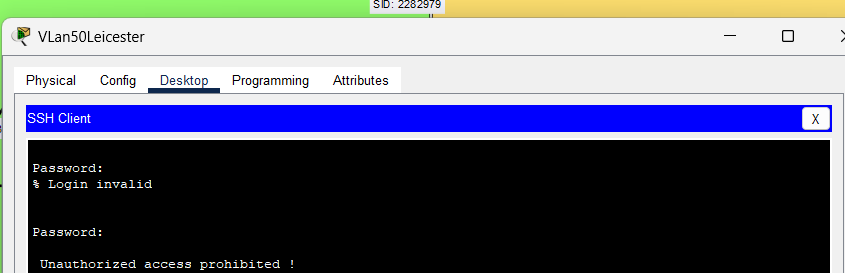 SID: 2282979
VLan50Leicester
Physical Config Desktop Programming Attributes
SSH Client X
Password:
% Login invalid
Password:
Unauthorized access prohibited !